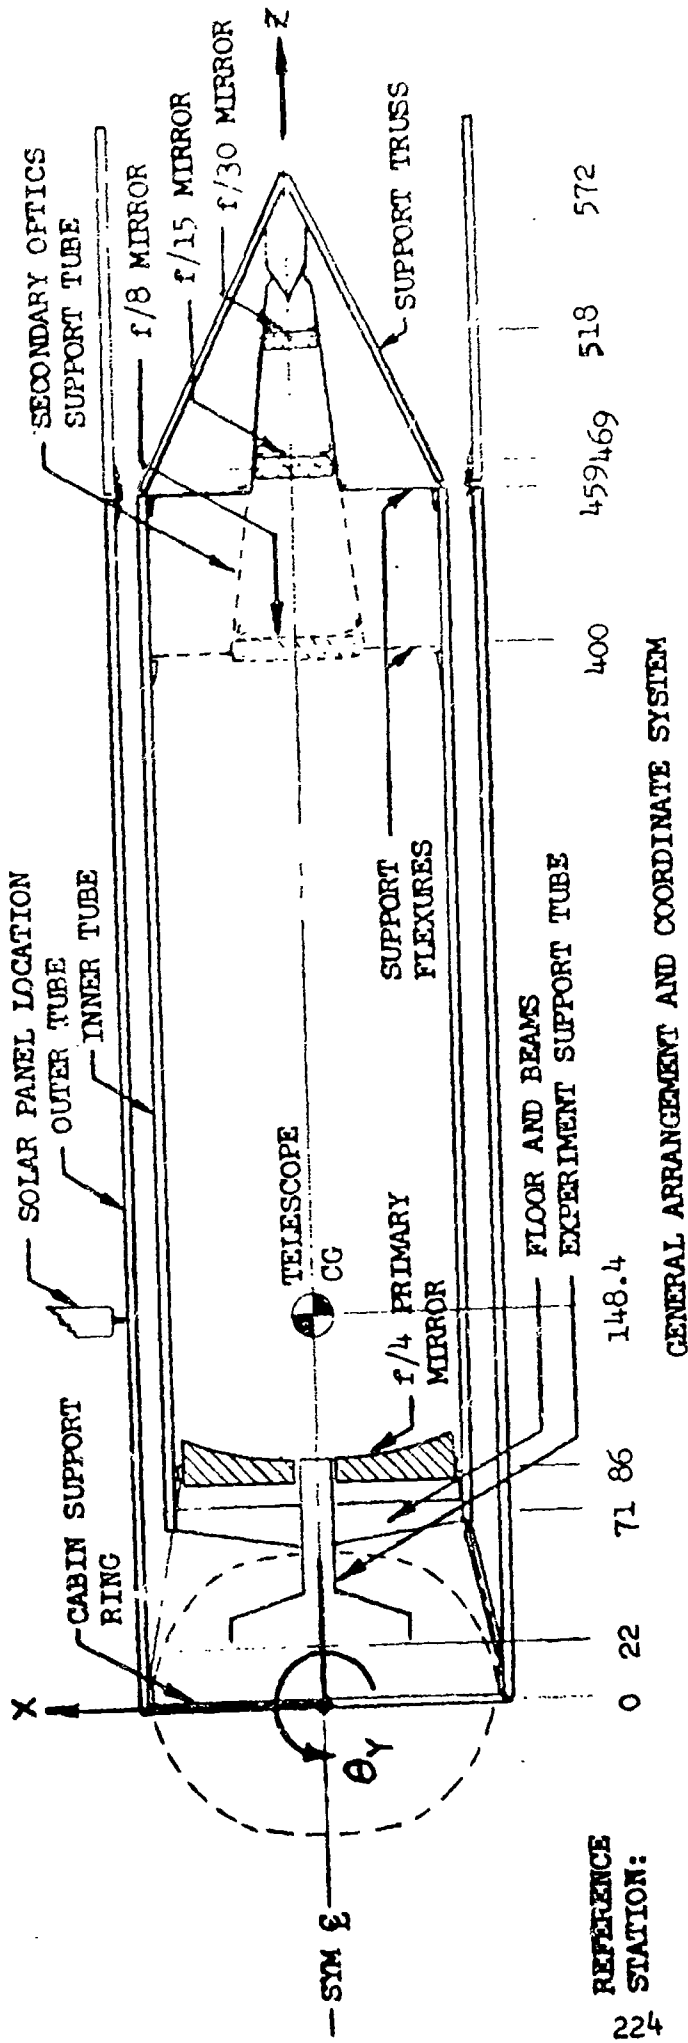 SECONDARY OPTICS
SUPPORT TUBE
f/8 MIRROR
f/15 MIRROR
f/30 MIRROR
Z
SOLAR PANEL LOCATION
OUTER TUBE
INNER TUBE
CABIN SUPPORT
RING
X
θY
SYM ℄
TELESCOPE
CG
f/4 PRIMARY
MIRROR
SUPPORT
FLEXURES
SUPPORT TRUSS
FLOOR AND BEAMS
EXPERIMENT SUPPORT TUBE
REFERENCE
STATION:
0
22
71
86
148.4
400
459
469
518
572
GENERAL ARRANGEMENT AND COORDINATE SYSTEM
224